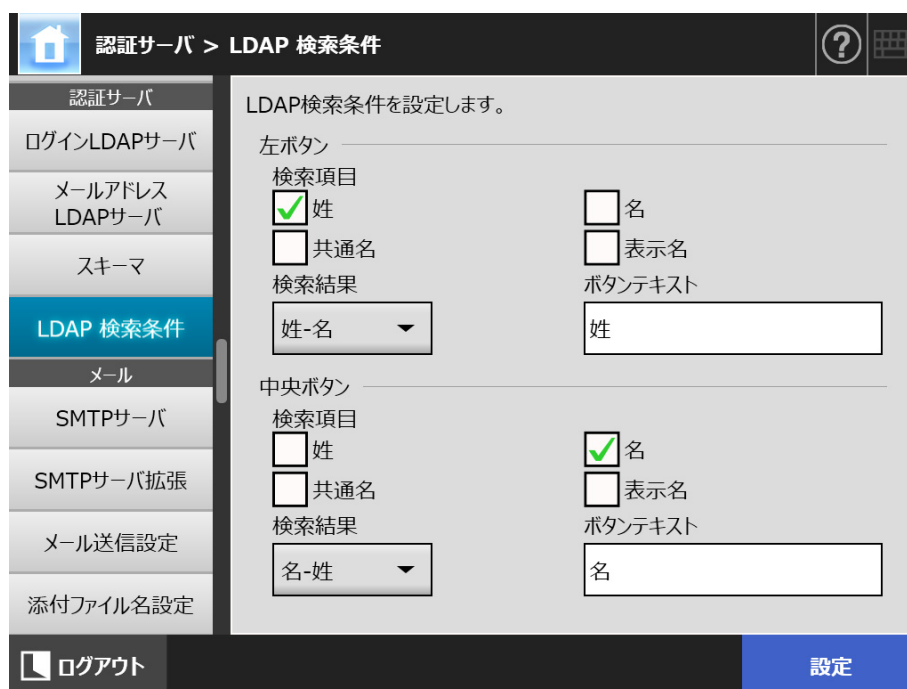 認証サーバ > LDAP 検索条件
?
認証サーバ
ログインLDAPサーバ
メールアドレス
LDAPサーバ
スキーマ
LDAP 検索条件
メール
SMTPサーバ
SMTPサーバ拡張
メール送信設定
添付ファイル名設定
LDAP検索条件を設定します。
左ボタン
検索項目
姓 名
共通名 表示名
検索結果 ボタンテキスト
姓-名 姓
中央ボタン
検索項目
姓 名
共通名 表示名
検索結果 ボタンテキスト
名-姓 名
ログアウト 設定